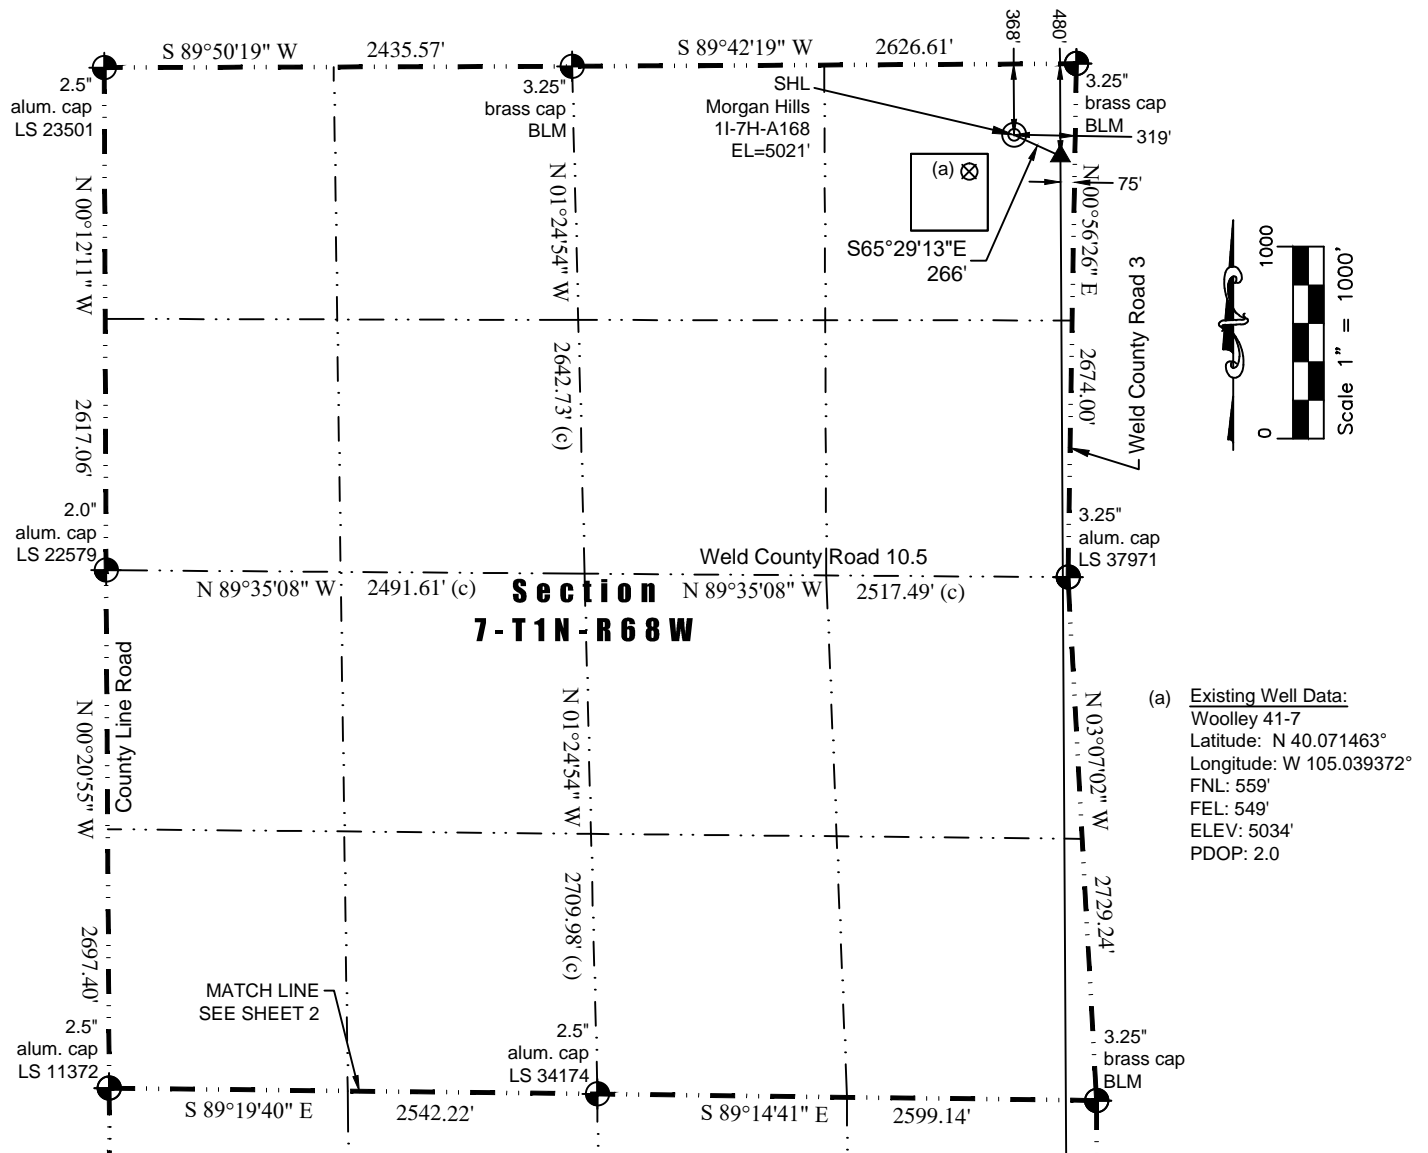 S 89°50'19" W
2435.57'
S 89°42'19" W
2626.61'
368'
480'
2.5"
alum. cap
LS 23501
3.25"
brass cap
BLM
SHL
Morgan Hills
1I-7H-A168
EL=5021'
3.25"
brass cap
BLM
319'
75'
(a)
S65°29'13"E
266'
N 00°12'11" W
2617.06'
N 01°24'54" W
2642.73' (c)
N 00°56'26" E
2674.00'
Weld County Road 3
1000
0
Scale 1" = 1000'
2.0"
alum. cap
LS 22579
3.25"
alum. cap
LS 37971
Weld County Road 10.5
N 89°35'08" W
2491.61' (c)
N 89°35'08" W
2517.49' (c)
Section
7-T1N-R68W
County Line Road
N 00°20'55" W
2697.40'
N 01°24'54" W
2709.98' (c)
N 03°07'02" W
2729.24'
(a) Existing Well Data:
Woolley 41-7
Latitude: N 40.071463°
Longitude: W 105.039372°
FNL: 559'
FEL: 549'
ELEV: 5034'
PDOP: 2.0
MATCH LINE
SEE SHEET 2
2.5"
alum. cap
LS 11372
2.5"
alum. cap
LS 34174
3.25"
brass cap
BLM
S 89°19'40" E
2542.22'
S 89°14'41" E
2599.14'